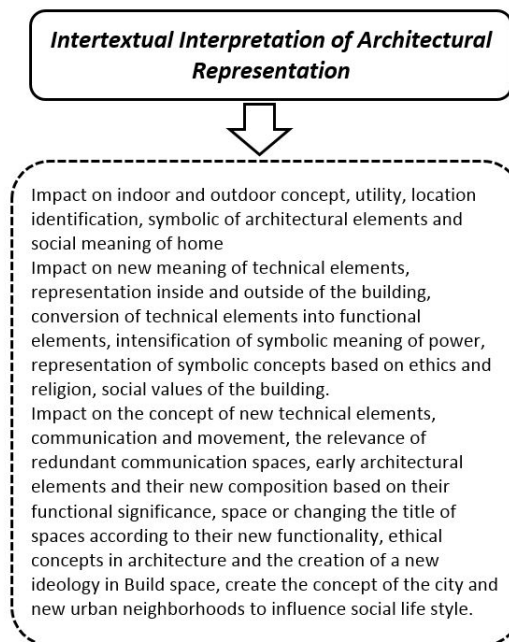 Intertextual Interpretation of Architectural
Representation
Impact on indoor and outdoor concept, utility, location
identification, symbolic of architectural elements and
social meaning of home
Impact on new meaning of technical elements,
representation inside and outside of the building,
conversion of technical elements into functional
elements, intensification of symbolic meaning of power,
representation of symbolic concepts based on ethics and
religion, social values of the building.
Impact on the concept of new technical elements,
communication and movement, the relevance of
redundant communication spaces, early architectural
elements and their new composition based on their
functional significance, space or changing the title of
spaces according to their new functionality, ethical
concepts in architecture and the creation of a new
ideology in Build space, create the concept of the city and
new urban neighborhoods to influence social life style.